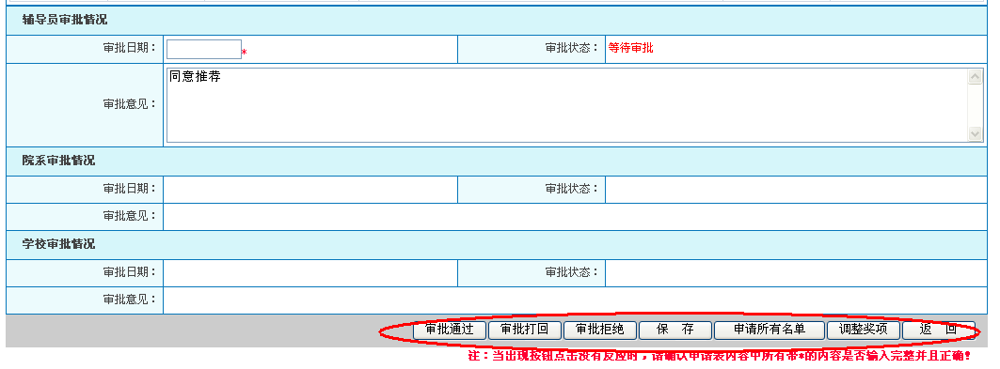 辅导员审批情况
审批日期： * 审批状态： 等待审批
审批意见： 同意推荐
院系审批情况
审批日期： 审批状态：
审批意见：
学校审批情况
审批日期： 审批状态：
审批意见：
审批通过 审批打回 审批拒绝 保 存 申请所有名单 调整奖项 返 回
注：当出现按钮点击没有反应时，请确认申请表内容中所有带*的内容是否输入完整并且正确！